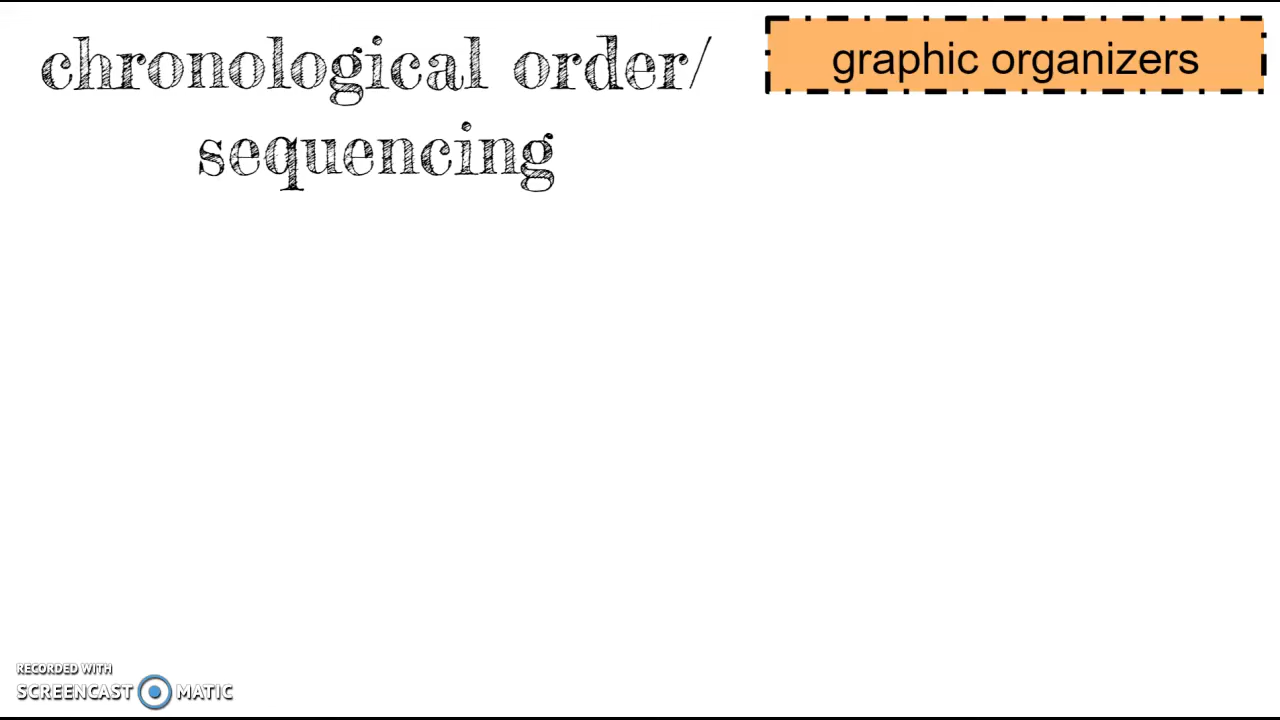 chronological order/
sequencing
graphic organizers
RECORDED WITH
SCREENCAST MATIC